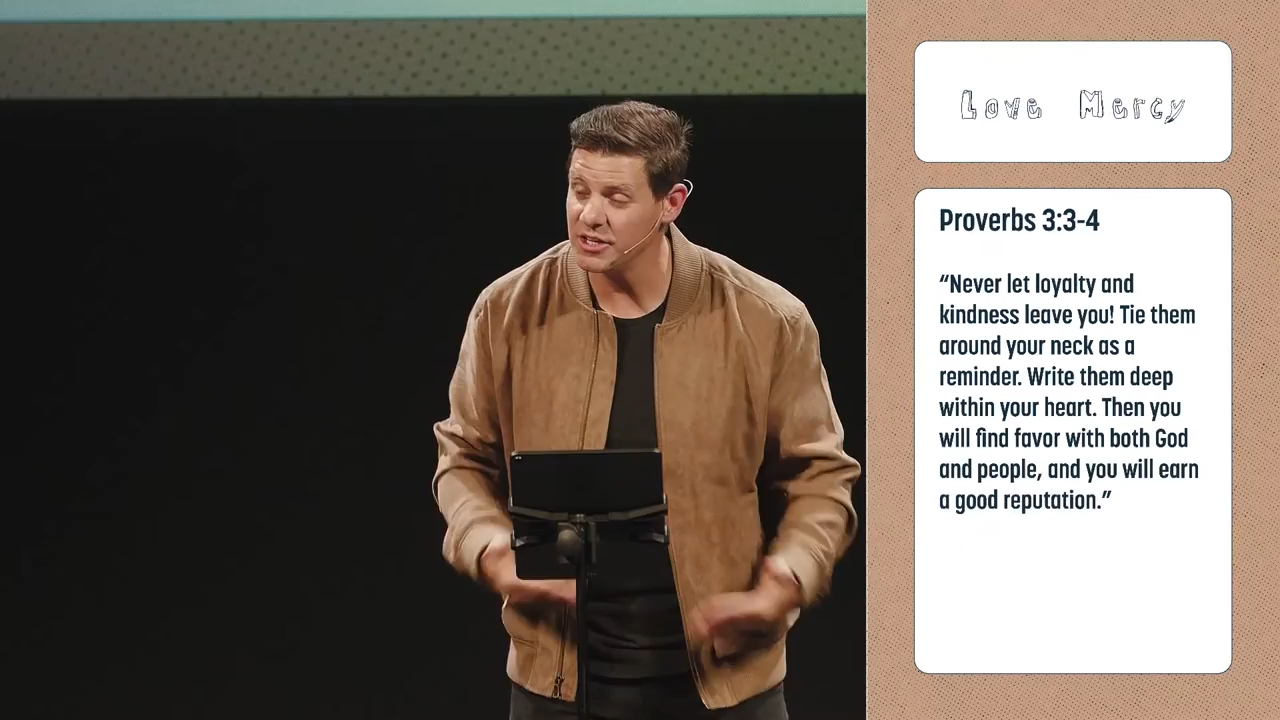 Love Mercy
Proverbs 3:3-4
“Never let loyalty and
kindness leave you! Tie them
around your neck as a
reminder. Write them deep
within your heart. Then you
will find favor with both God
and people, and you will earn
a good reputation.”